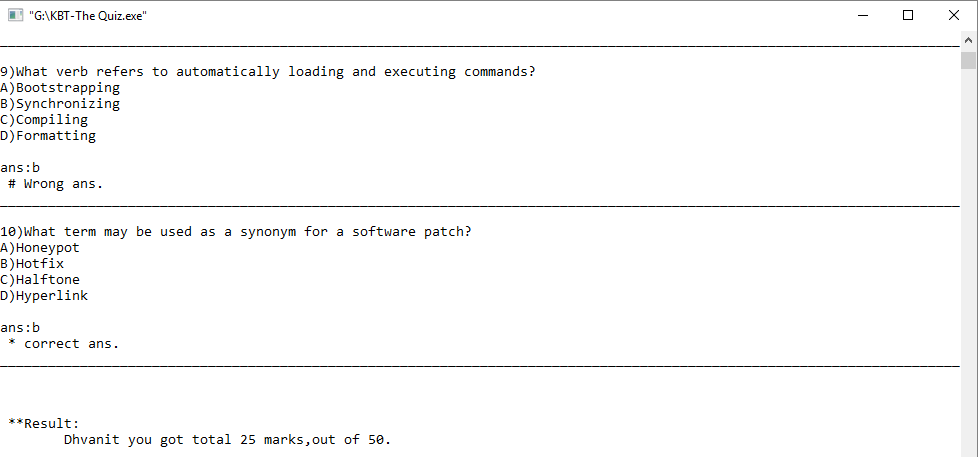 "G:\KBT-The Quiz.exe"
9)What verb refers to automatically loading and executing commands?
A)Bootstrapping
B)Synchronizing
C)Compiling
D)Formatting
ans:b
# Wrong ans.
10)What term may be used as a synonym for a software patch?
A)Honeypot
B)Hotfix
C)Halftone
D)Hyperlink
ans:b
* correct ans.
**Result:
Dhvanit you got total 25 marks,out of 50.